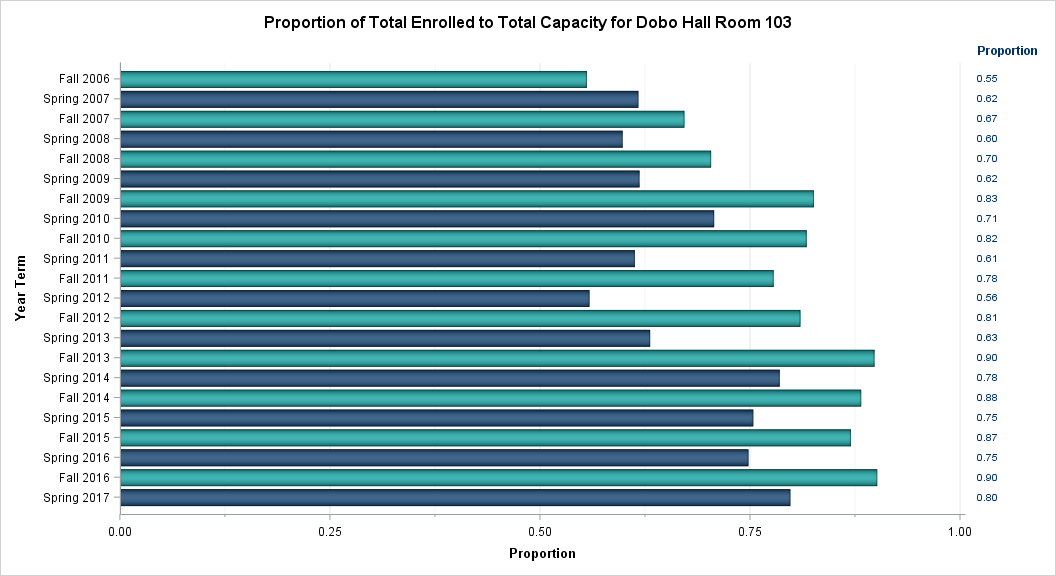 Proportion of Total Enrolled to Total Capacity for Dobo Hall Room 103
Proportion
Fall 2006 0.55
Spring 2007 0.62
Fall 2007 0.67
Spring 2008 0.60
Fall 2008 0.70
Spring 2009 0.62
Fall 2009 0.83
Spring 2010 0.71
Fall 2010 0.82
Spring 2011 0.61
Fall 2011 0.78
Spring 2012 0.56
Fall 2012 0.81
Spring 2013 0.63
Fall 2013 0.90
Spring 2014 0.78
Fall 2014 0.88
Spring 2015 0.75
Fall 2015 0.87
Spring 2016 0.75
Fall 2016 0.90
Spring 2017 0.80
Year Term
0.00 0.25 0.50 0.75 1.00
Proportion